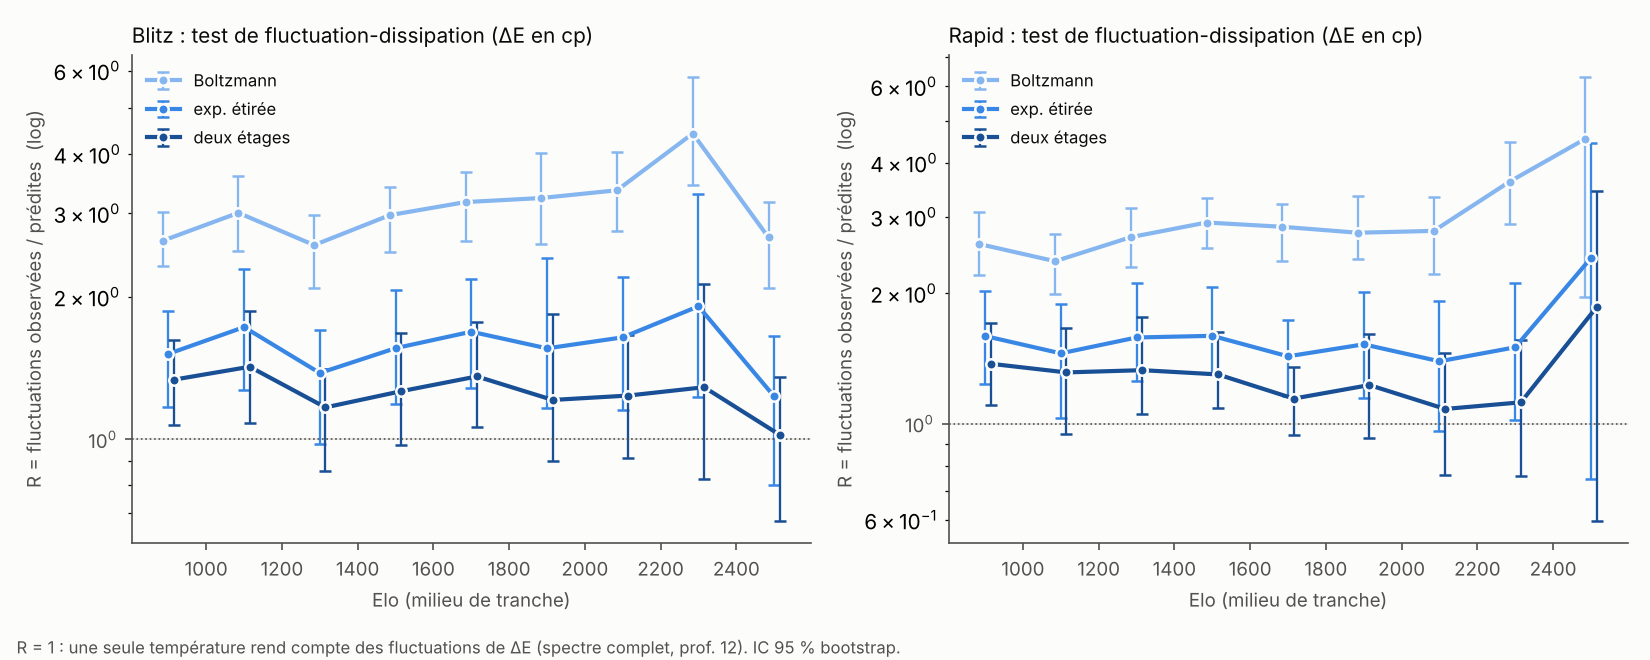 Blitz : test de fluctuation-dissipation (ΔE en cp)
6 × 10⁰
4 × 10⁰
3 × 10⁰
2 × 10⁰
10⁰
R = fluctuations observées / prédites (log)
Boltzmann
exp. étirée
deux étages
1000 1200 1400 1600 1800 2000 2200 2400
Elo (milieu de tranche)
Rapid : test de fluctuation-dissipation (ΔE en cp)
6 × 10⁰
4 × 10⁰
3 × 10⁰
2 × 10⁰
10⁰
6 × 10⁻¹
R = fluctuations observées / prédites (log)
Boltzmann
exp. étirée
deux étages
1000 1200 1400 1600 1800 2000 2200 2400
Elo (milieu de tranche)
R = 1 : une seule température rend compte des fluctuations de ΔE (spectre complet, prof. 12). IC 95 % bootstrap.